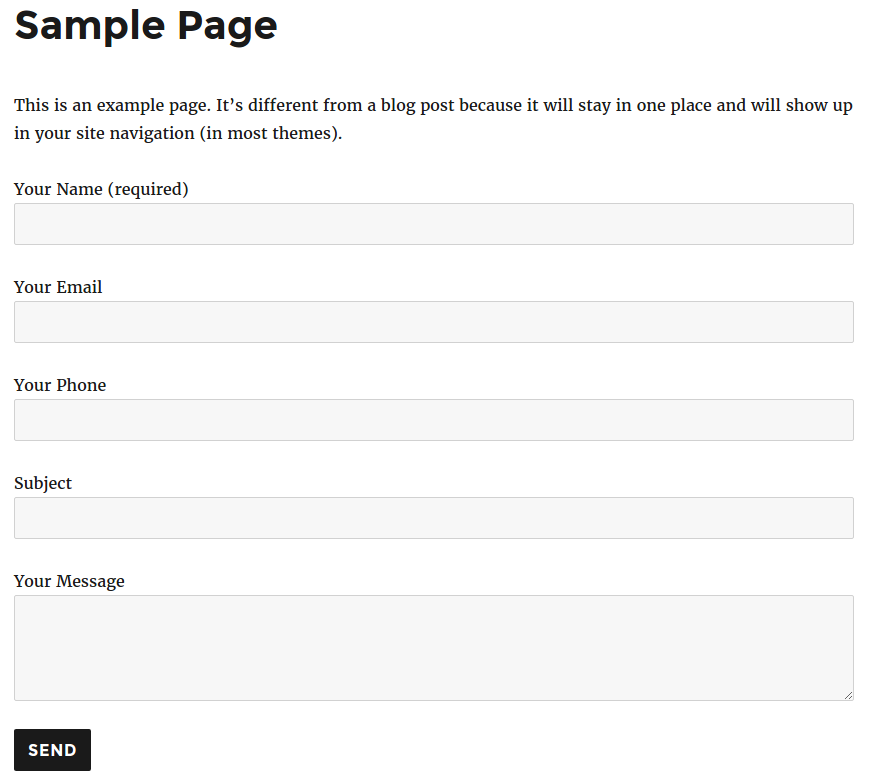 Sample Page
This is an example page. It’s different from a blog post because it will stay in one place and will show up
in your site navigation (in most themes).
Your Name (required)
Your Email
Your Phone
Subject
Your Message
SEND